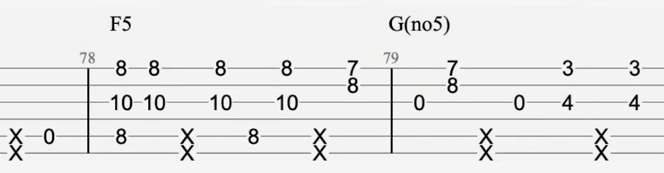 F5 G(no5)
78 79
8 8 8 8 7 7 3 3
8 8
10 10 10 10 0 0 4 4
X 0 8 X 8 X X X
X X X X X